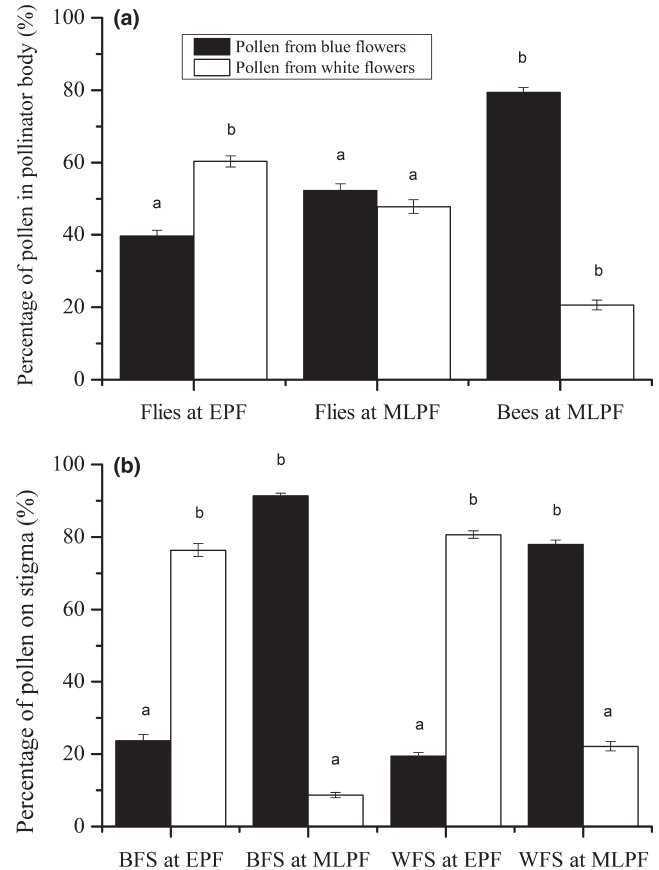 (a)
Pollen from blue flowers
Pollen from white flowers
Percentage of pollen in pollinator body (%)
100
80
60
40
20
0
a
b
a
a
b
b
Flies at EPF
Flies at MLPF
Bees at MLPF
(b)
Percentage of pollen on stigma (%)
100
80
60
40
20
0
a
b
b
a
a
b
b
a
BFS at EPF
BFS at MLPF
WFS at EPF
WFS at MLPF